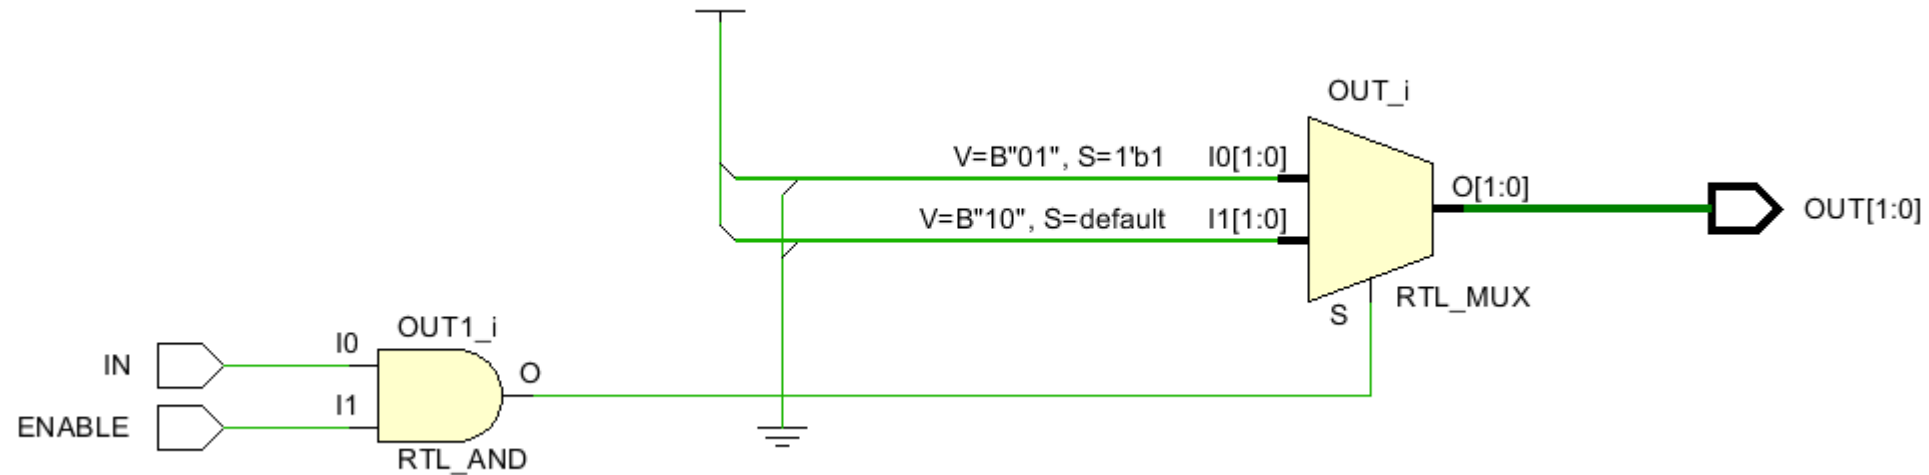 OUT_i
V=B"01", S=1'b1 I0[1:0]
O[1:0]
V=B"10", S=default I1[1:0]
OUT[1:0]
RTL_MUX
S
OUT1_i
IN
I0
O
I1
ENABLE
RTL_AND